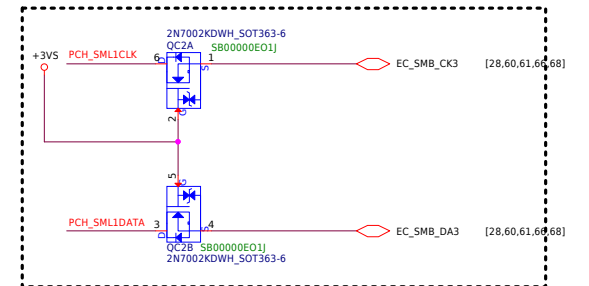 2N7002KDWH_SOT363-6
QC2A
SB00000EO1J
+3VS
PCH_SML1CLK
6
D
1
S
EC_SMB_CK3
[28,60,61,66,68]
G
2
5
G
PCH_SML1DATA
3
D
4
S
EC_SMB_DA3
[28,60,61,66,68]
QC2B
SB00000EO1J
2N7002KDWH_SOT363-6